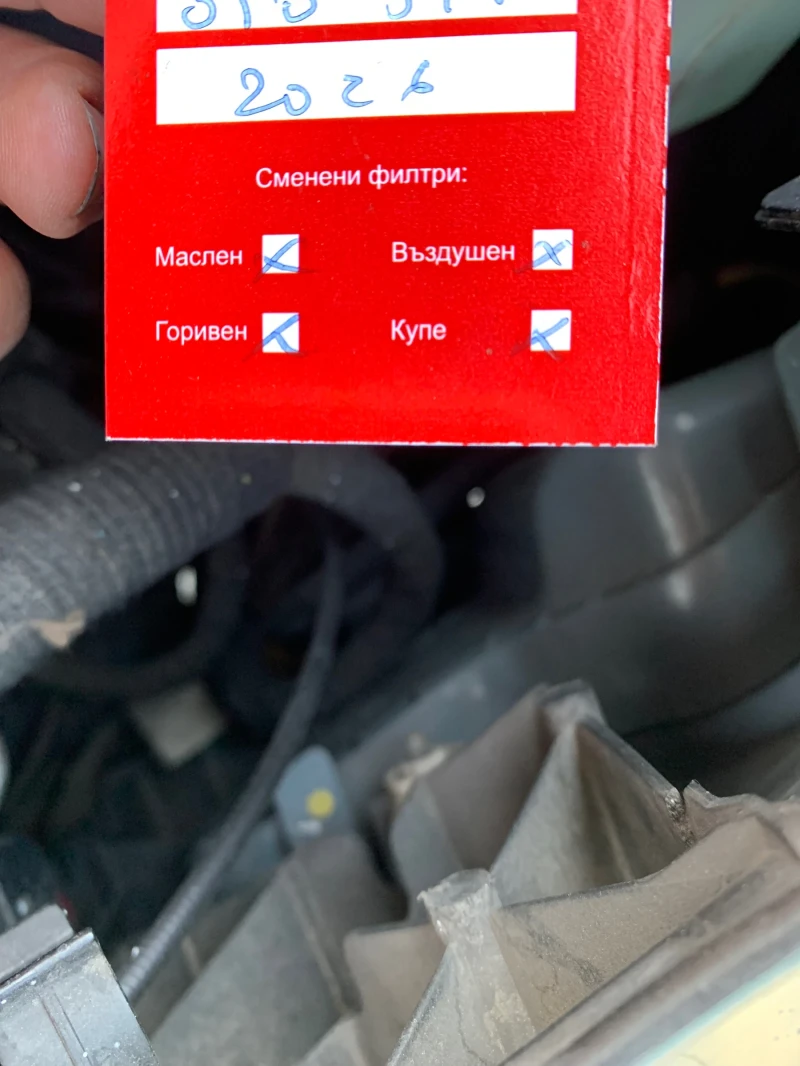 2026
Сменени филтри:
Маслен Въздушен
Горивен Купе